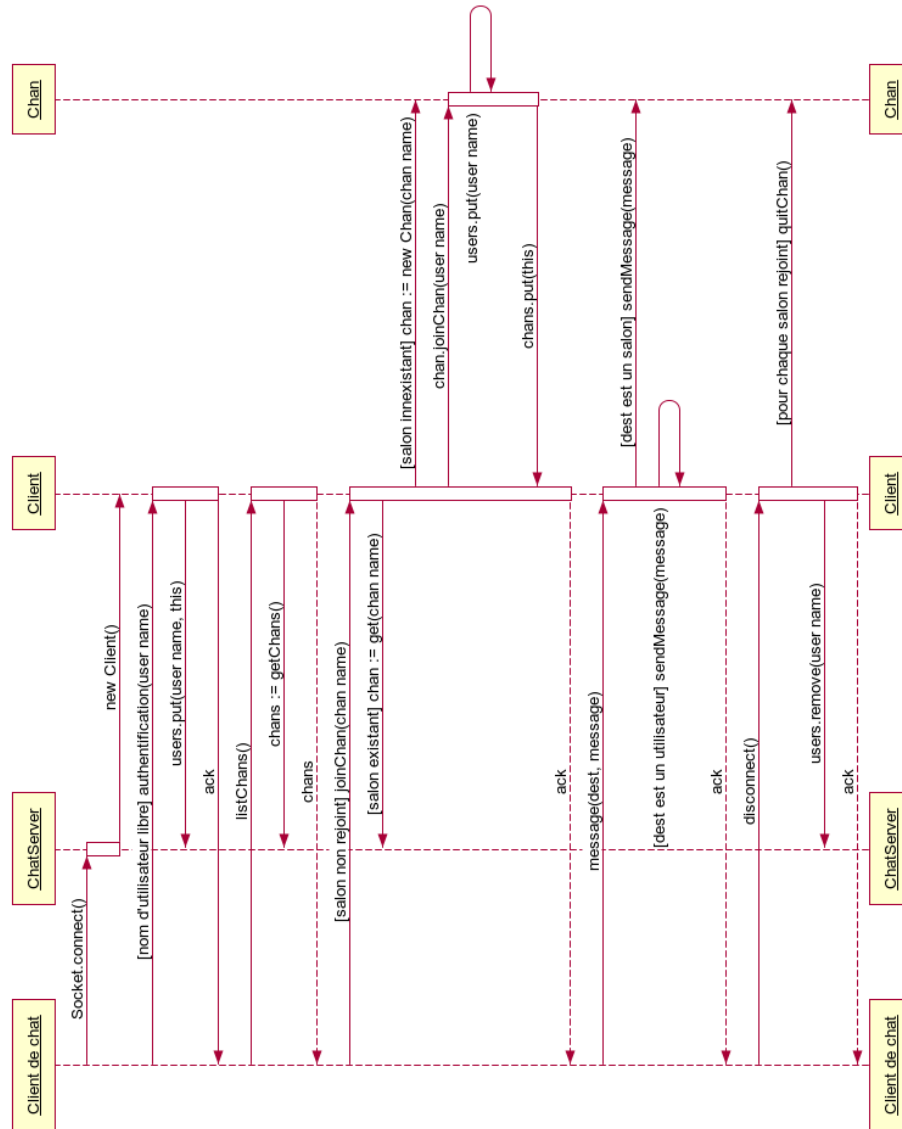 Client de chat
ChatServer
Client
Chan
Socket.connect()
new Client()
[nom d'utilisateur libre] authentification(user name)
users.put(user name, this)
ack
listChans()
chans := getChans()
chans
[salon non rejoint] joinChan(chan name)
[salon existant] chan := get(chan name)
[salon innexistant] chan := new Chan(chan name)
chan.joinChan(user name)
users.put(user name)
chans.put(this)
ack
message(dest, message)
[dest est un salon] sendMessage(message)
[dest est un utilisateur] sendMessage(message)
ack
disconnect()
[pour chaque salon rejoint] quitChan()
users.remove(user name)
ack
Client de chat
ChatServer
Client
Chan